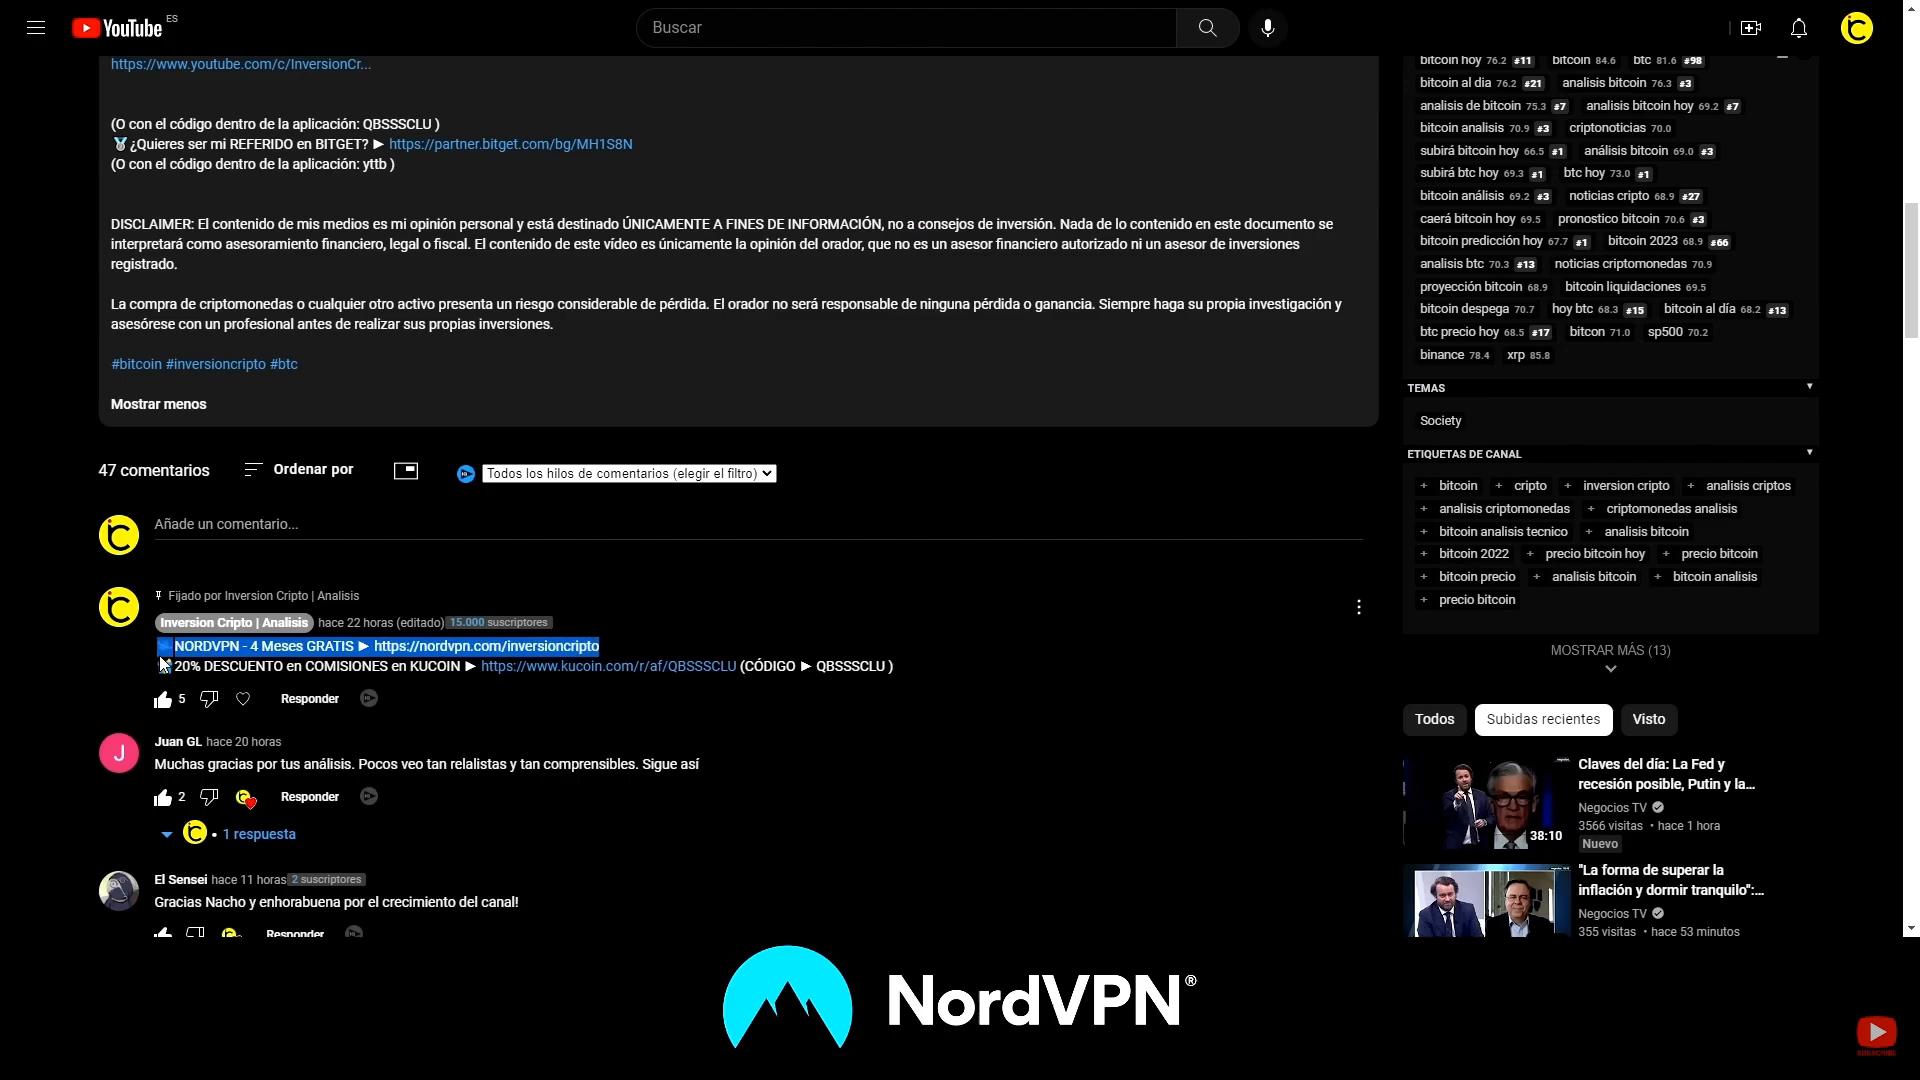 YouTube ES
Buscar
https://www.youtube.com/c/InversionCr...
(O con el código dentro de la aplicación: QBSSSCLU )
¿Quieres ser mi REFERIDO en BITGET? ► https://partner.bitget.com/bg/MH1S8N
(O con el código dentro de la aplicación: yttb )
DISCLAIMER: El contenido de mis medios es mi opinión personal y está destinado ÚNICAMENTE A FINES DE INFORMACIÓN, no a consejos de inversión. Nada de lo contenido en este documento se
interpretará como asesoramiento financiero, legal o fiscal. El contenido de este vídeo es únicamente la opinión del orador, que no es un asesor financiero autorizado ni un asesor de inversiones
registrado.
La compra de criptomonedas o cualquier otro activo presenta un riesgo considerable de pérdida. El orador no será responsable de ninguna pérdida o ganancia. Siempre haga su propia investigación y
asesórese con un profesional antes de realizar sus propias inversiones.
#bitcoin #inversioncripto #btc
Mostrar menos
47 comentarios Ordenar por Todos los hilos de comentarios (elegir el filtro)
Añade un comentario...
Fijado por Inversion Cripto | Analisis
Inversion Cripto | Analisis hace 22 horas (editado) 15.000 suscriptores
NORDVPN - 4 Meses GRATIS ► https://nordvpn.com/inversioncripto
20% DESCUENTO en COMISIONES en KUCOIN ► https://www.kucoin.com/r/af/QBSSSCLU (CÓDIGO ► QBSSSCLU )
5 Responder
J
Juan GL hace 20 horas
Muchas gracias por tus análisis. Pocos veo tan relalistas y tan comprensibles. Sigue así
2 Responder
• 1 respuesta
El Sensei hace 11 horas 2 suscriptores
Gracias Nacho y enhorabuena por el crecimiento del canal!
Responder
bitcoin hoy 76.2 #11 bitcoin 84.6 btc 81.6 #98
bitcoin al dia 76.2 #21 analisis bitcoin 76.3 #3
analisis de bitcoin 75.3 #7 analisis bitcoin hoy 69.2 #7
bitcoin analisis 70.9 #3 criptonoticias 70.0
subirá bitcoin hoy 66.5 #1 análisis bitcoin 69.0 #3
subirá btc hoy 69.3 #1 btc hoy 73.0 #1
bitcoin análisis 69.2 #3 noticias cripto 68.9 #27
caerá bitcoin hoy 69.5 pronostico bitcoin 70.6 #3
bitcoin predicción hoy 67.7 #1 bitcoin 2023 68.9 #66
analisis btc 70.3 #13 noticias criptomonedas 70.9
proyección bitcoin 68.9 bitcoin liquidaciones 69.5
bitcoin despega 70.7 hoy btc 68.3 #15 bitcoin al día 68.2 #13
btc precio hoy 68.5 #17 bitcon 71.0 sp500 70.2
binance 78.4 xrp 85.8
TEMAS
Society
ETIQUETAS DE CANAL
+ bitcoin + cripto + inversion cripto + analisis criptos
+ analisis criptomonedas + criptomonedas analisis
+ bitcoin analisis tecnico + analisis bitcoin
+ bitcoin 2022 + precio bitcoin hoy + precio bitcoin
+ bitcoin precio + analisis bitcoin + bitcoin analisis
+ precio bitcoin
MOSTRAR MÁS (13)
Todos Subidas recientes Visto
Claves del día: La Fed y
recesión posible, Putin y la...
Negocios TV
3566 visitas • hace 1 hora
Nuevo
38:10
"La forma de superar la
inflación y dormir tranquilo":...
Negocios TV
355 visitas • hace 53 minutos
NordVPN®
SUBSCRIBE